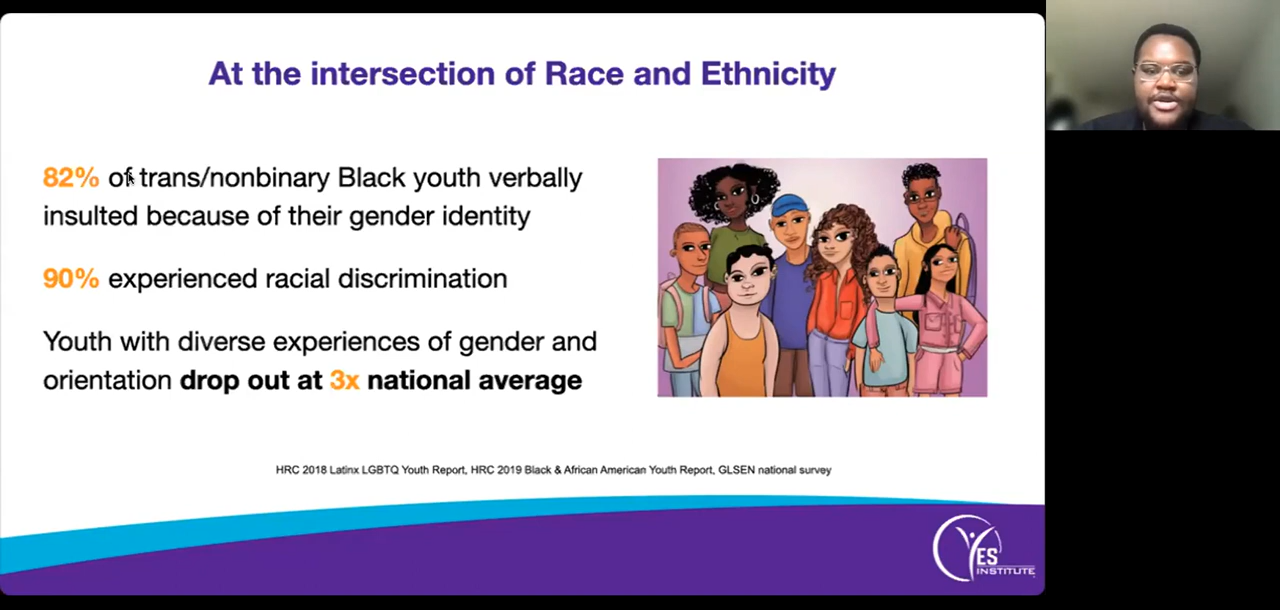 At the intersection of Race and Ethnicity
82% of trans/nonbinary Black youth verbally
insulted because of their gender identity
90% experienced racial discrimination
Youth with diverse experiences of gender and
orientation drop out at 3x national average
HRC 2018 Latinx LGBTQ Youth Report, HRC 2019 Black & African American Youth Report, GLSEN national survey
YES
INSTITUTE